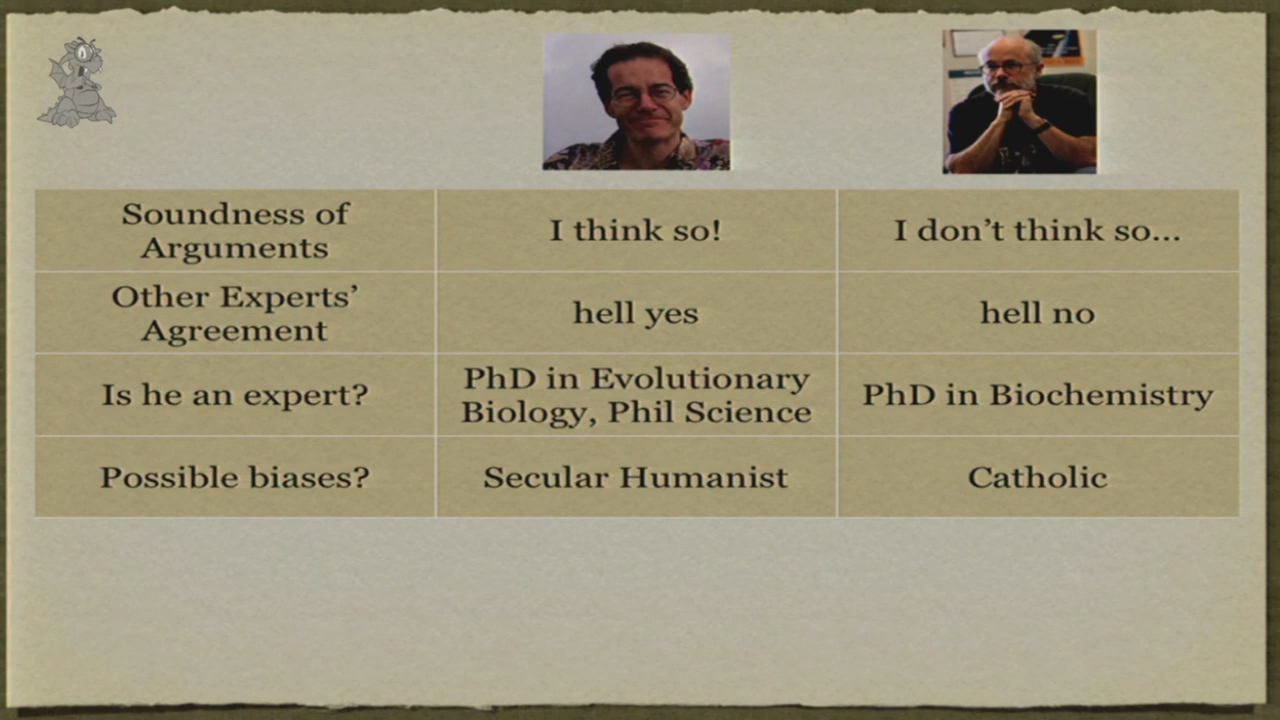 Soundness of
Arguments
I think so!
I don't think so...
Other Experts'
Agreement
hell yes
hell no
Is he an expert?
PhD in Evolutionary
Biology, Phil Science
PhD in Biochemistry
Possible biases?
Secular Humanist
Catholic